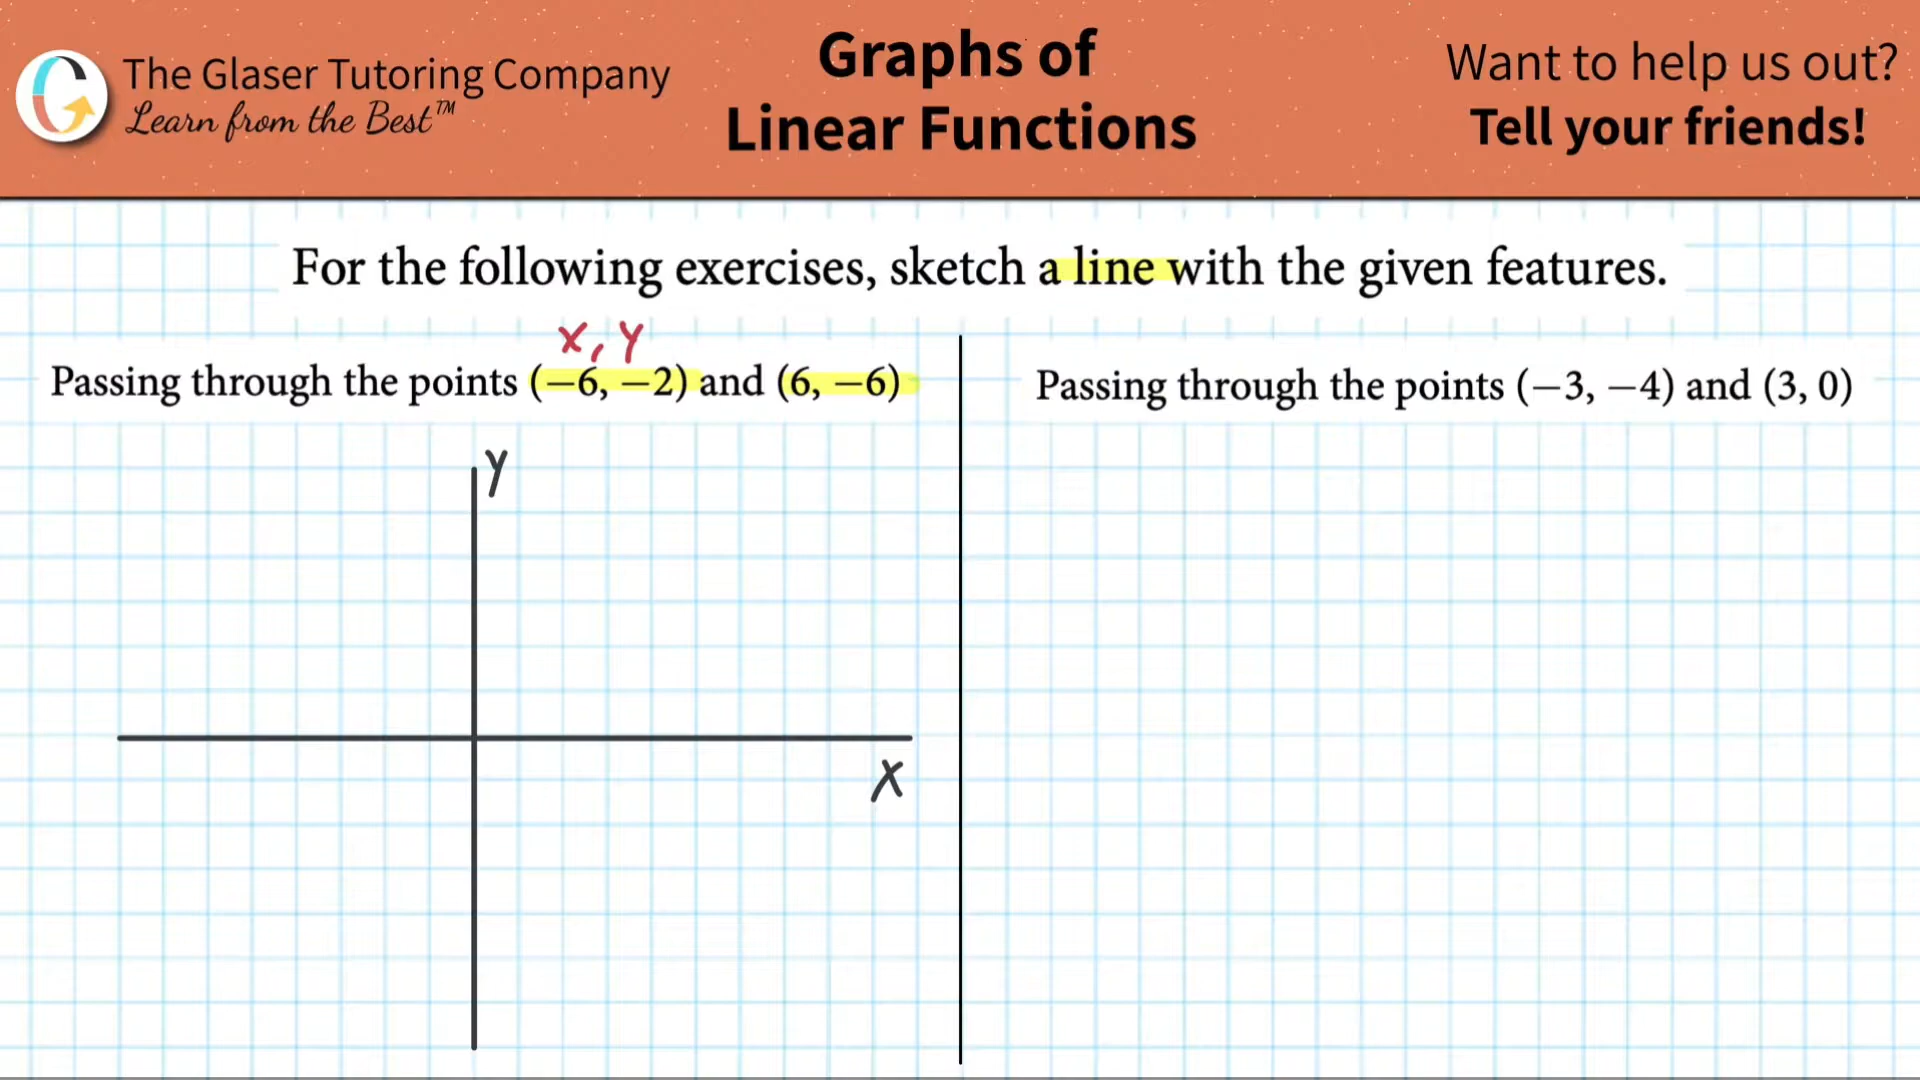 The Glaser Tutoring Company
Learn from the Best™
Graphs of
Linear Functions
Want to help us out?
Tell your friends!
For the following exercises, sketch a line with the given features.
x, y
Passing through the points (−6, −2) and (6, −6)
Passing through the points (−3, −4) and (3, 0)
y
x